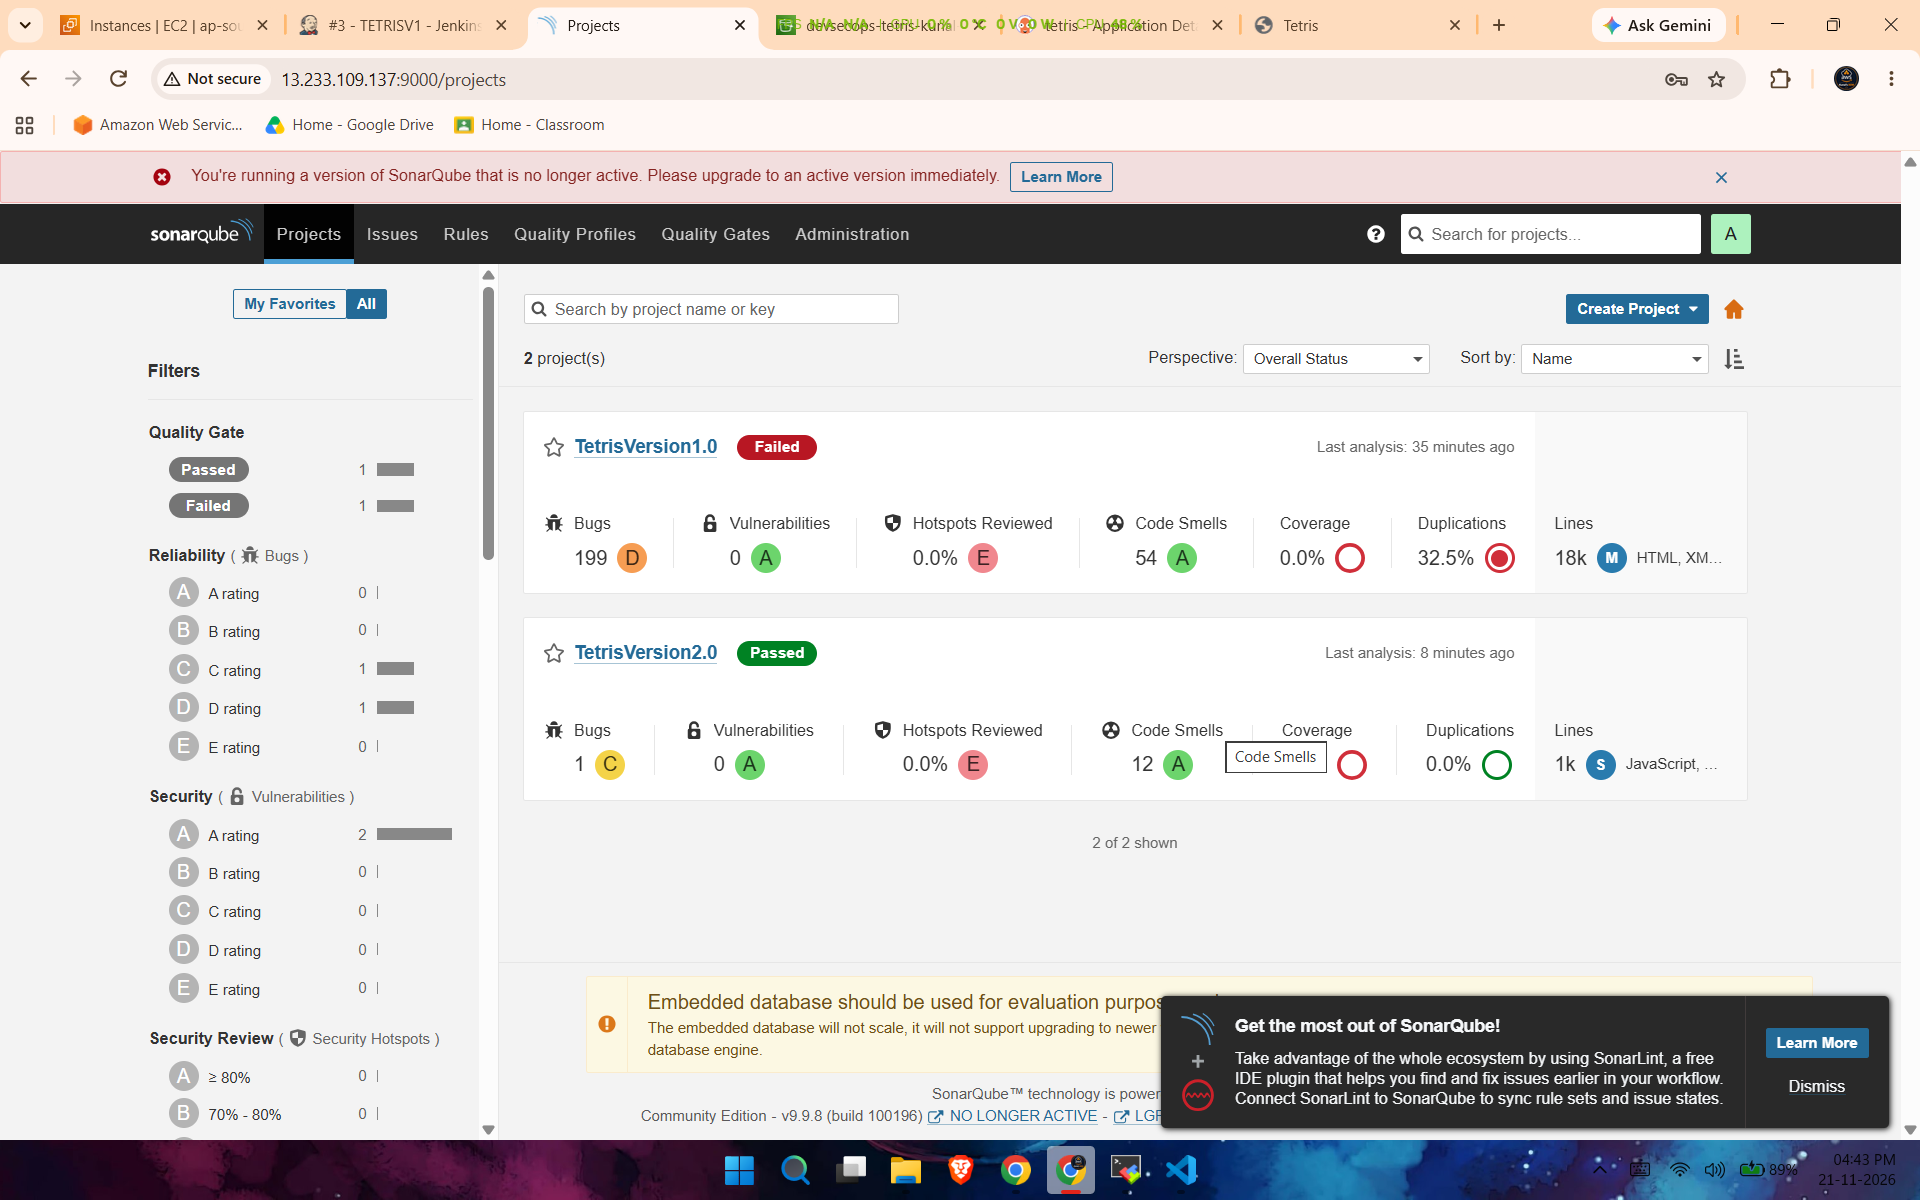 Instances | EC2 | ap-sou
#3 - TETRISV1 - Jenkins
Projects
devsecops-tetris-kunal
tetris - Application Det
Tetris
Ask Gemini
N/A N/A GPU 0% 0°C 0 V 0 W CPU 48%
Not secure
13.233.109.137:9000/projects
Amazon Web Servic...
Home - Google Drive
Home - Classroom
You're running a version of SonarQube that is no longer active. Please upgrade to an active version immediately.
Learn More
sonarqube
Projects
Issues
Rules
Quality Profiles
Quality Gates
Administration
Search for projects...
A
My Favorites
All
Search by project name or key
Create Project
2 project(s)
Perspective:
Overall Status
Sort by:
Name
Filters
Quality Gate
Passed 1
Failed 1
Reliability ( Bugs )
A A rating 0
B B rating 0
C C rating 1
D D rating 1
E E rating 0
Security ( Vulnerabilities )
A A rating 2
B B rating 0
C C rating 0
D D rating 0
E E rating 0
Security Review ( Security Hotspots )
A ≥ 80% 0
B 70% - 80% 0
TetrisVersion1.0 Failed
Last analysis: 35 minutes ago
Bugs Vulnerabilities Hotspots Reviewed Code Smells Coverage Duplications Lines
199 D 0 A 0.0% E 54 A 0.0% 32.5% 18k M HTML, XM...
TetrisVersion2.0 Passed
Last analysis: 8 minutes ago
Bugs Vulnerabilities Hotspots Reviewed Code Smells Coverage Duplications Lines
1 C 0 A 0.0% E 12 A 0.0% 1k S JavaScript, ...
Code Smells
2 of 2 shown
Embedded database should be used for evaluation purpos
The embedded database will not scale, it will not support upgrading to newer
database engine.
SonarQube™ technology is power
Community Edition - v9.9.8 (build 100196) NO LONGER ACTIVE - LGP
Get the most out of SonarQube!
Take advantage of the whole ecosystem by using SonarLint, a free
IDE plugin that helps you find and fix issues earlier in your workflow.
Connect SonarLint to SonarQube to sync rule sets and issue states.
Learn More
Dismiss
89%
04:43 PM
21-11-2026